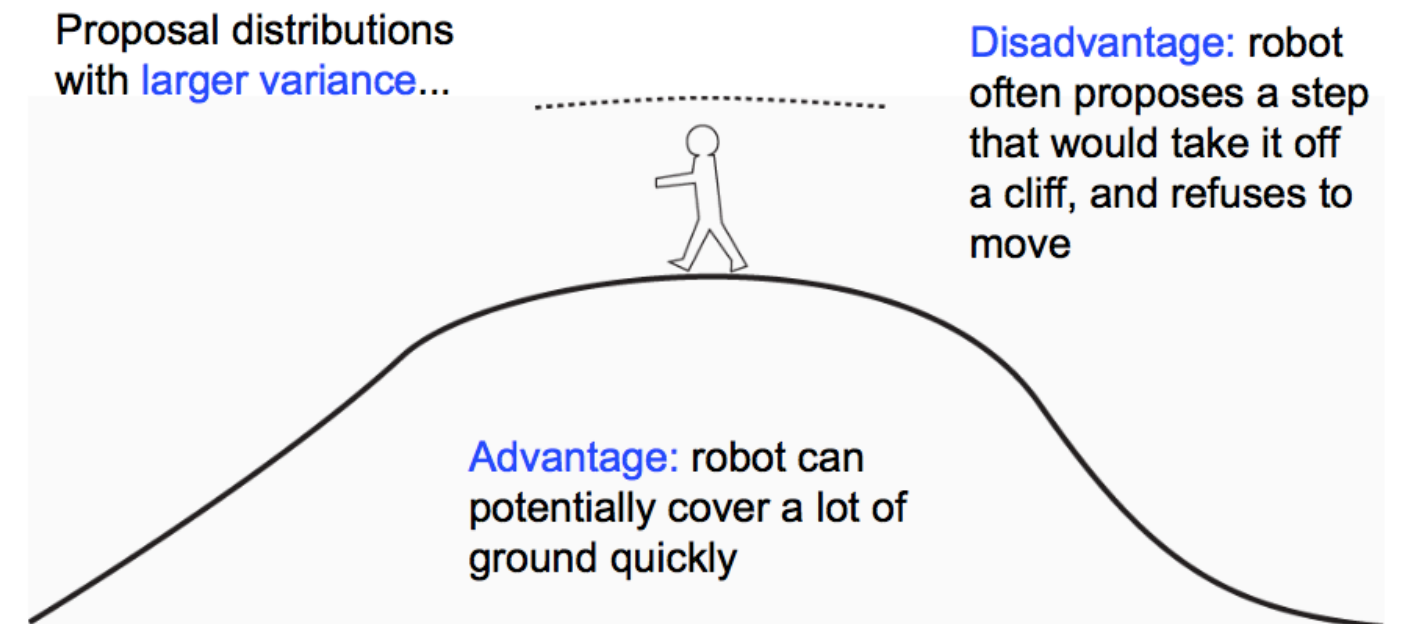 Proposal distributions
with larger variance...
Disadvantage: robot
often proposes a step
that would take it off
a cliff, and refuses to
move
Advantage: robot can
potentially cover a lot of
ground quickly